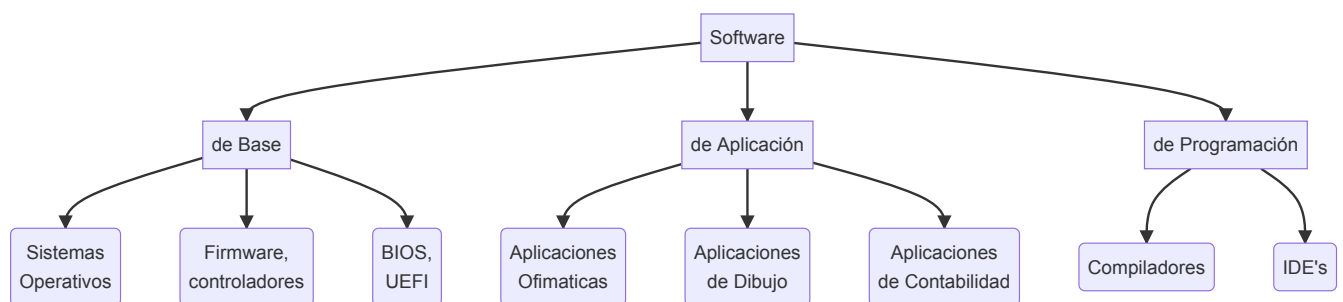 Software
de Base
de Aplicación
de Programación
Sistemas
Operativos
Firmware,
controladores
BIOS,
UEFI
Aplicaciones
Ofimaticas
Aplicaciones
de Dibujo
Aplicaciones
de Contabilidad
Compiladores
IDE's